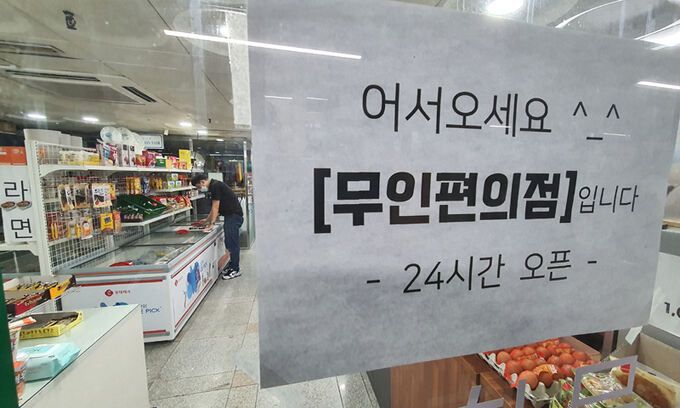 어서오세요 ^_^
[무인편의점]입니다
- 24시간 오픈 -
라면
PICK